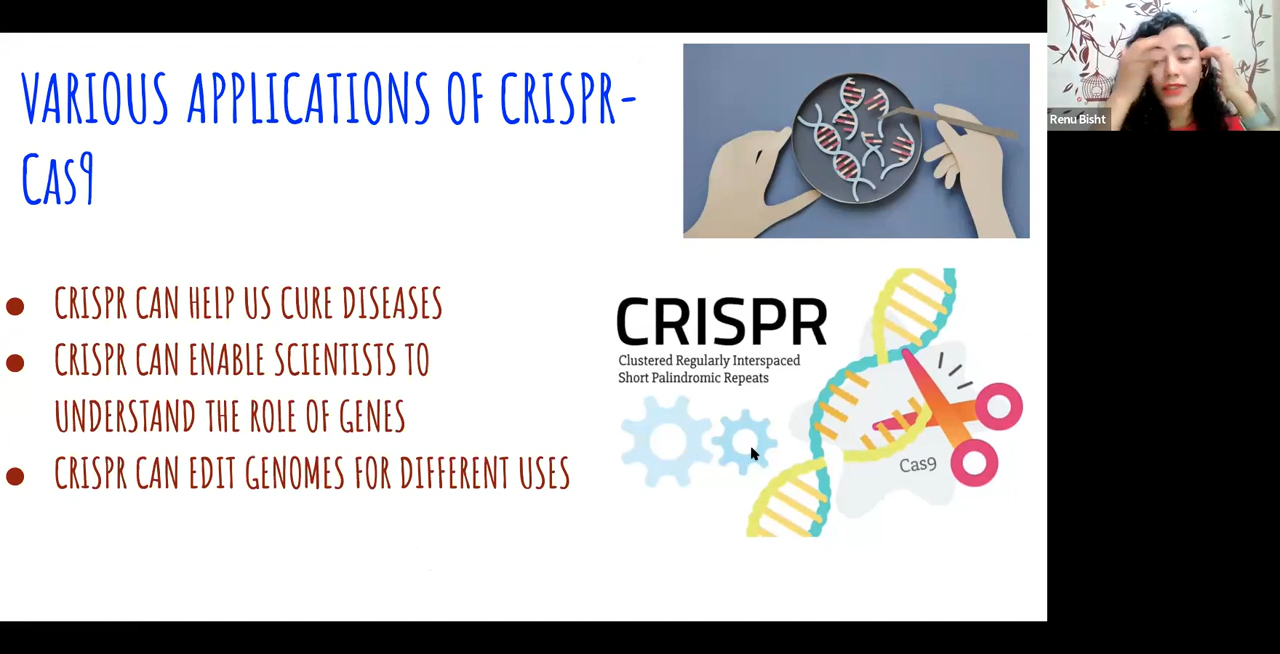 VARIOUS APPLICATIONS OF CRISPR-
CAS9
CRISPR CAN HELP US CURE DISEASES
CRISPR CAN ENABLE SCIENTISTS TO
UNDERSTAND THE ROLE OF GENES
CRISPR CAN EDIT GENOMES FOR DIFFERENT USES
CRISPR
Clustered Regularly Interspaced
Short Palindromic Repeats
Cas9
Renu Bisht